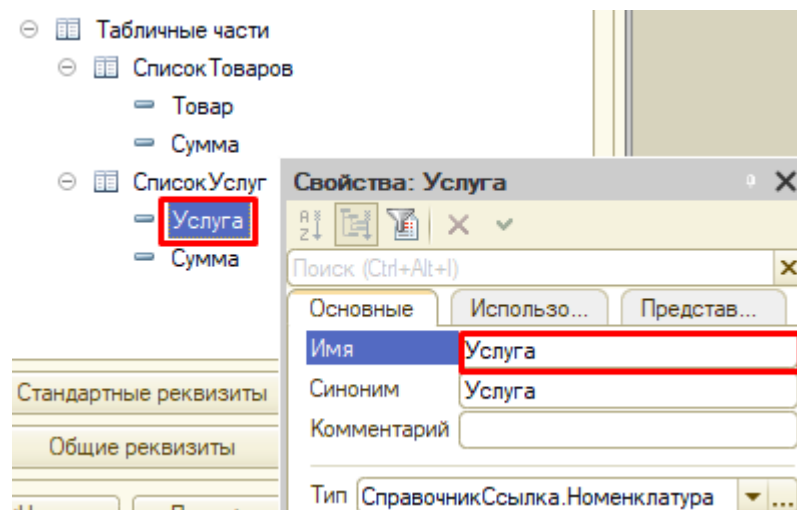 Табличные части
СписокТоваров
Товар
Сумма
СписокУслуг
Услуга
Сумма
Стандартные реквизиты
Общие реквизиты
Свойства: Услуга
Поиск (Ctrl+Alt+I)
Основные Использо... Представ...
Имя Услуга
Синоним Услуга
Комментарий
Тип СправочникСсылка.Номенклатура ...